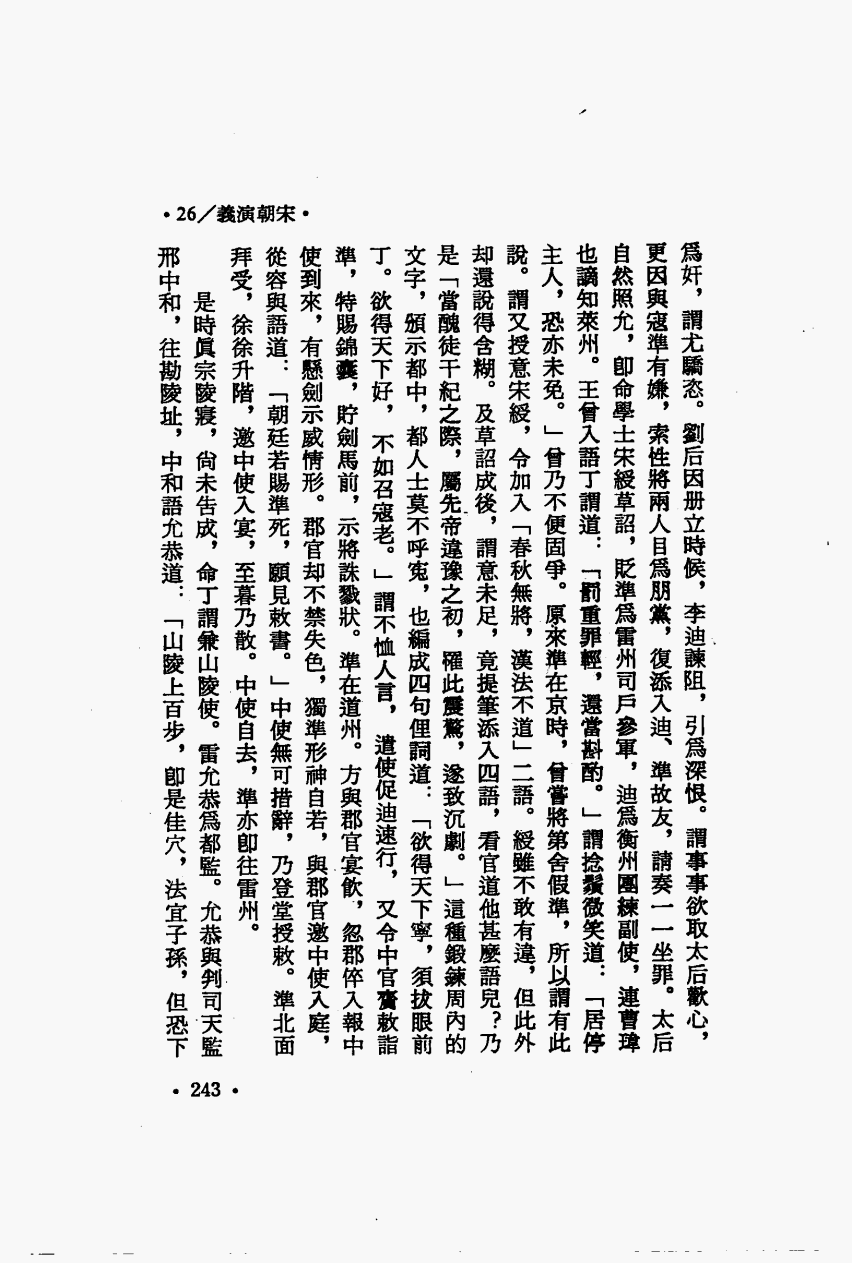 ・26／義演朝宋・
爲奸，謂尤驕恣。劉后因册立時候，李迪諫阻，引爲深恨。謂事事欲取太后歡心，
更因與寇準有嫌，索性將兩人目爲朋黨，復添入迪、準故友，請奏一一坐罪。太后
自然照允，卽命學士宋綬草詔，貶準爲雷州司戶參軍，迪爲衡州團練副使，連曹瑋
也謫知萊州。王曾入語丁謂道：「罰重罪輕，還當斟酌。」謂捻鬚微笑道：「居停
主人，恐亦未免。」曾乃不便固爭。原來準在京時，曾嘗將第舍假準，所以謂有此
說。謂又授意宋綬，令加入「春秋無將，漢法不道」二語。綬雖不敢有違，但此外
却還說得含糊。及草詔成後，謂意未足，竟提筆添入四語，看官道他甚麼語兒？乃
是「當醜徒干紀之際，屬先帝違豫之初，罹此震驚，遂致沉劇。」這種鍛鍊周內的
文字，頒示都中，都人士莫不呼寃，也編成四句俚詞道：「欲得天下寧，須拔眼前
丁。欲得天下好，不如召寇老。」謂不恤人言，遣使促迪速行，又令中官齎敕詣
準，特賜錦囊，貯劍馬前，示將誅戮狀。準在道州。方與郡官宴飲，忽郡倅入報中
使到來，有懸劍示威情形。郡官却不禁失色，獨準形神自若，與郡官邀中使入庭，
從容與語道：「朝廷若賜準死，願見敕書。」中使無可措辭，乃登堂授敕。準北面
拜受，徐徐升階，邀中使入宴，至暮乃散。中使自去，準亦卽往雷州。
是時眞宗陵寢，尙未告成，命丁謂兼山陵使。雷允恭爲都監。允恭與判司天監
邢中和，往勘陵址，中和語允恭道：「山陵上百步，卽是佳穴，法宜子孫，但恐下
・243・